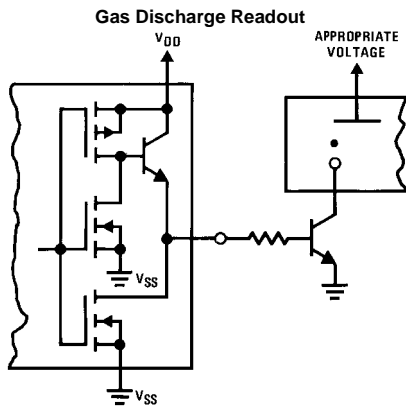 Gas Discharge Readout
VDD
APPROPRIATE
VOLTAGE
VSS
VSS